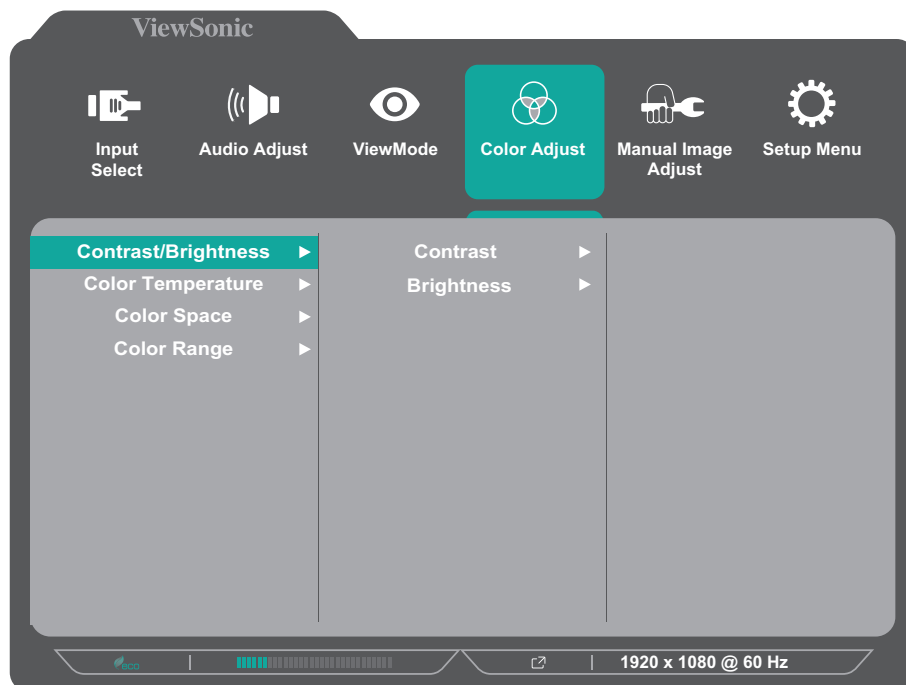 ViewSonic
Input
Select
Audio Adjust
ViewMode
Color Adjust
Manual Image
Adjust
Setup Menu
Contrast/Brightness
Color Temperature
Color Space
Color Range
Contrast
Brightness
eco
1920 x 1080 @ 60 Hz